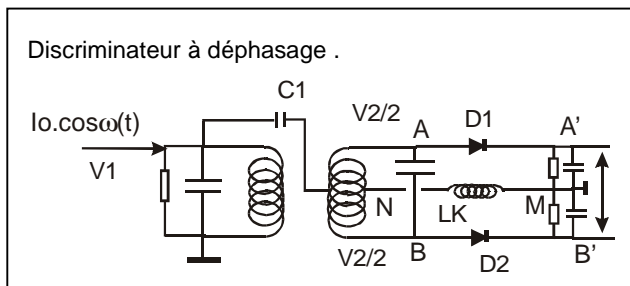 Discriminateur à déphasage .
C1
Io.cosω(t)
V2/2
A
D1
A'
V1
N
LK
M
V2/2
B
D2
B'